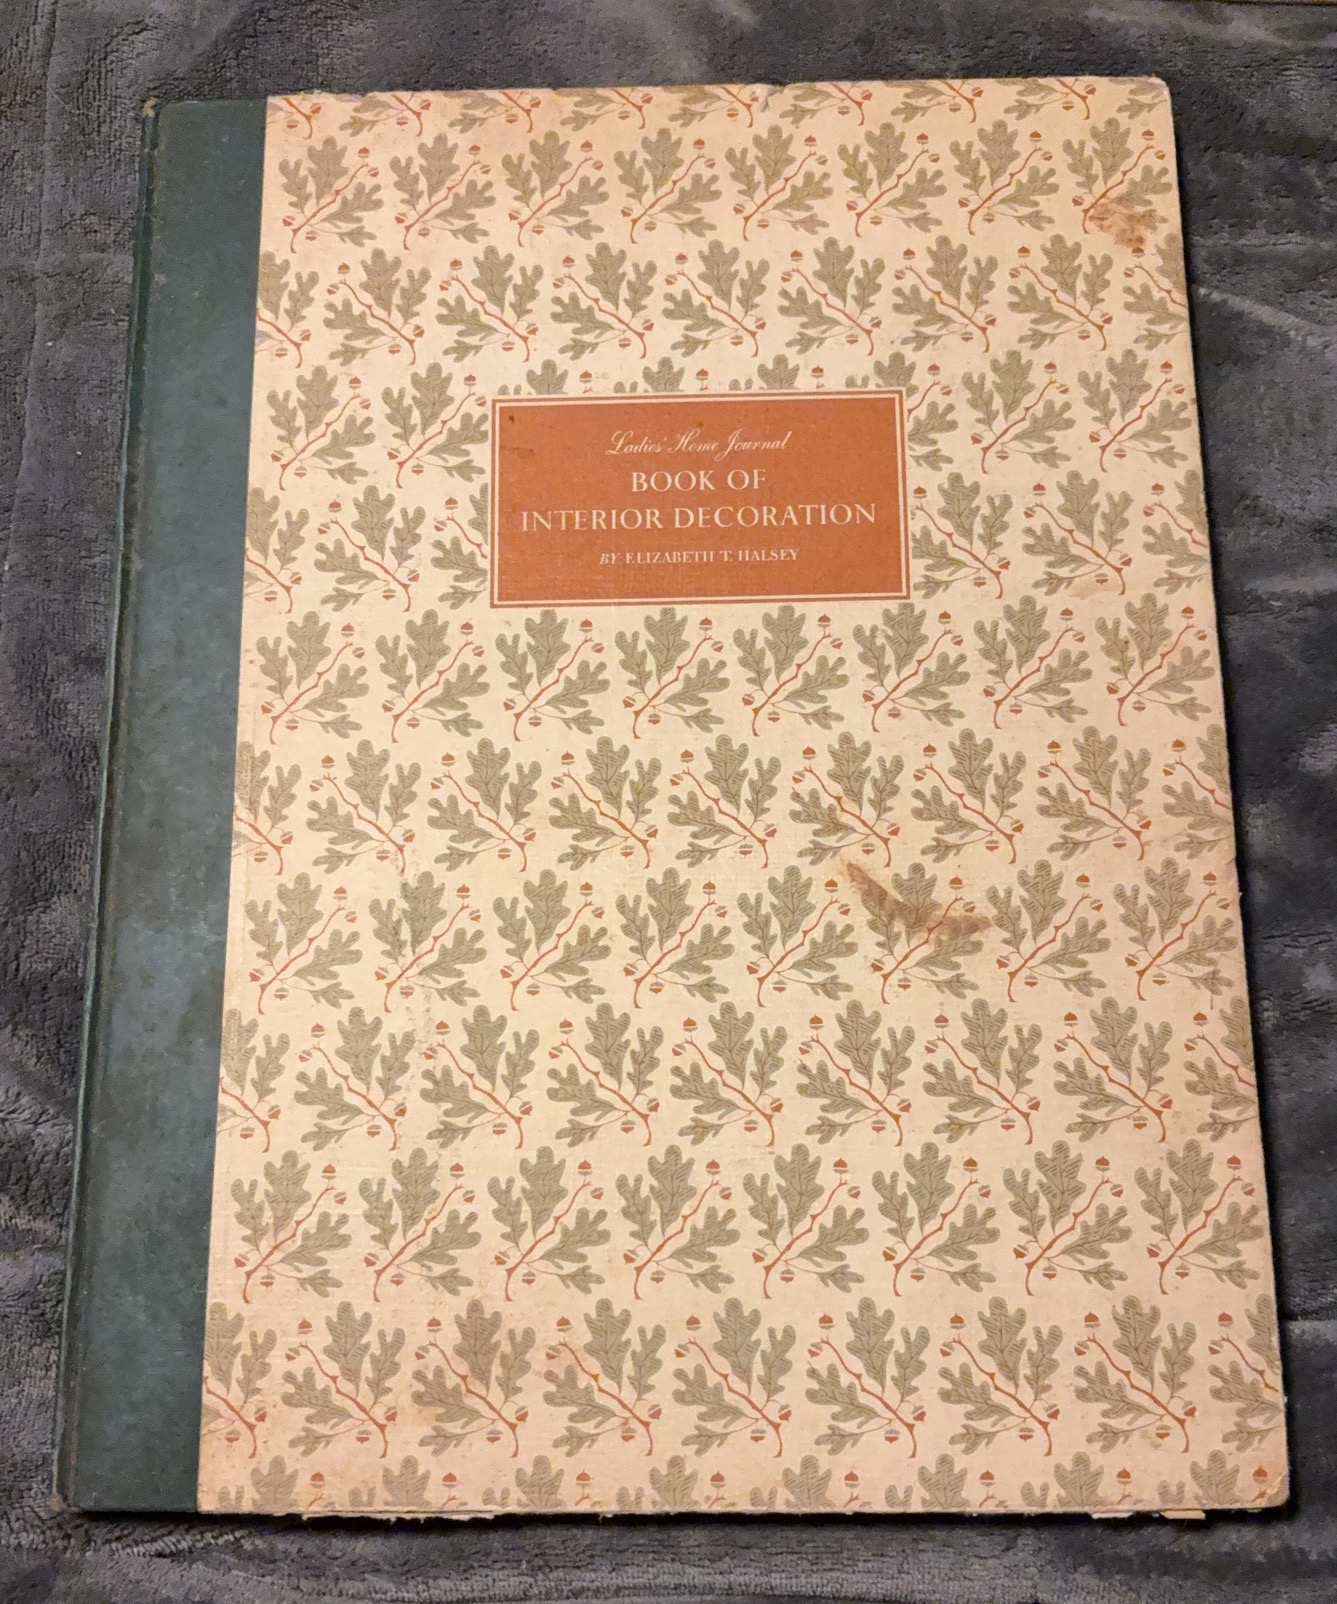 Ladies' Home Journal
BOOK OF
INTERIOR DECORATION
BY ELIZABETH T. HALSEY